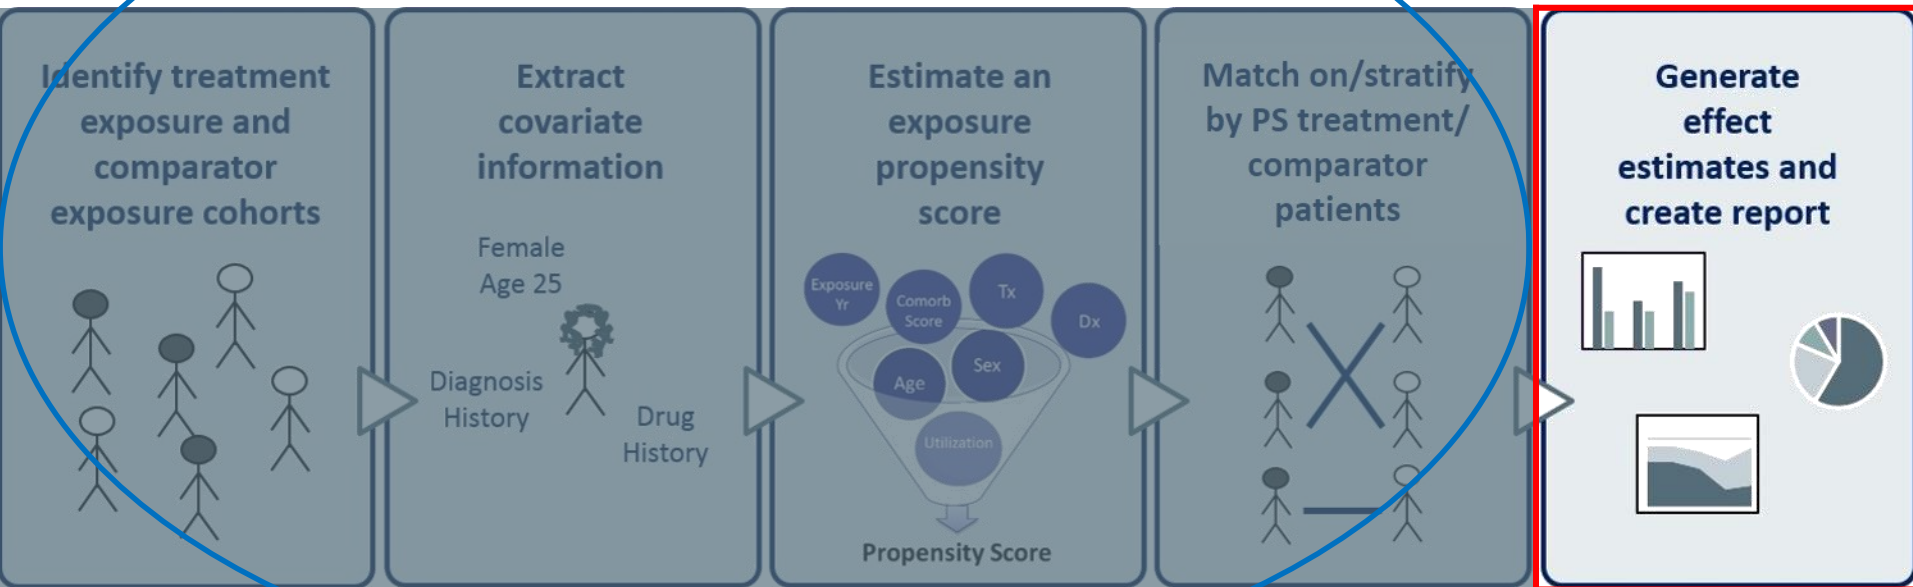 Identify treatment
exposure and
comparator
exposure cohorts
Extract
covariate
information
Female
Age 25
Diagnosis
History
Drug
History
Estimate an
exposure
propensity
score
Exposure
Yr
Comorb
Score
Tx
Dx
Age
Sex
Utilization
Propensity Score
Match on/stratify
by PS treatment/
comparator
patients
Generate
effect
estimates and
create report